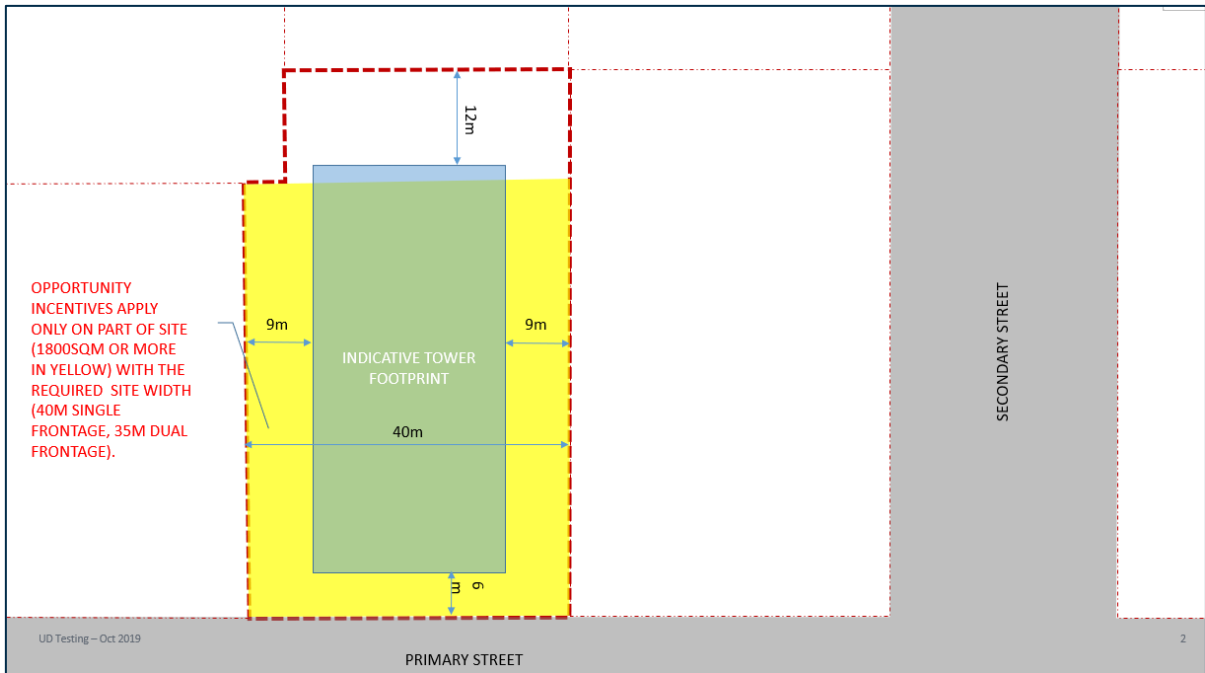 12m
OPPORTUNITY
INCENTIVES APPLY
ONLY ON PART OF SITE
(1800SQM OR MORE
IN YELLOW) WITH THE
REQUIRED SITE WIDTH
(40M SINGLE
FRONTAGE, 35M DUAL
FRONTAGE).
9m
9m
INDICATIVE TOWER
FOOTPRINT
40m
6
m
SECONDARY STREET
UD Testing – Oct 2019
2
PRIMARY STREET